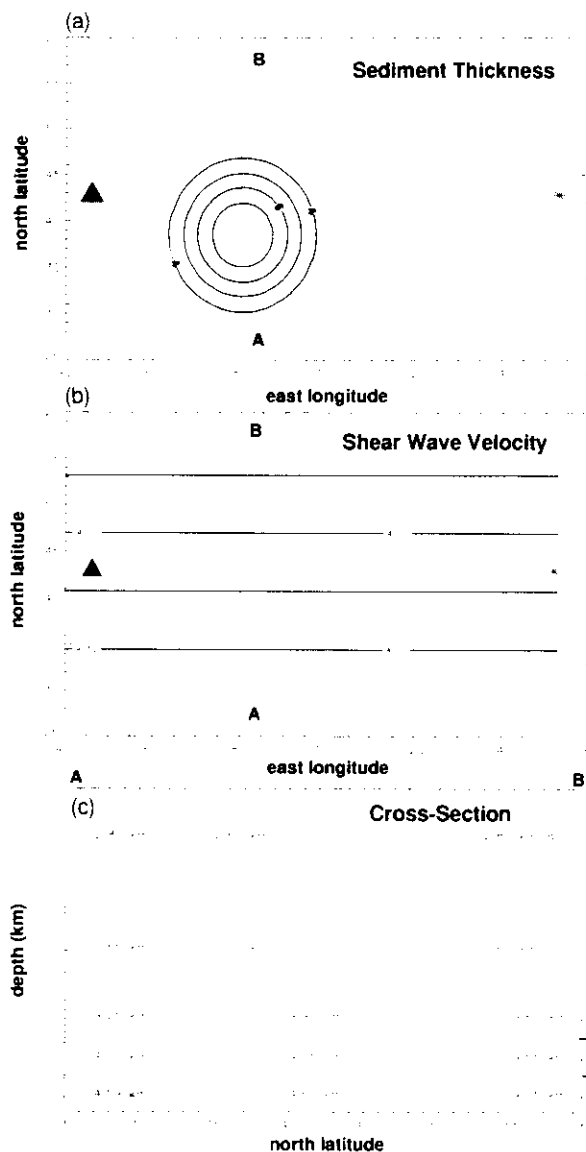 (a)
B
Sediment Thickness
north latitude
A
east longitude
(b)
B
Shear Wave Velocity
north latitude
A
east longitude
A
B
(c)
Cross-Section
depth (km)
north latitude